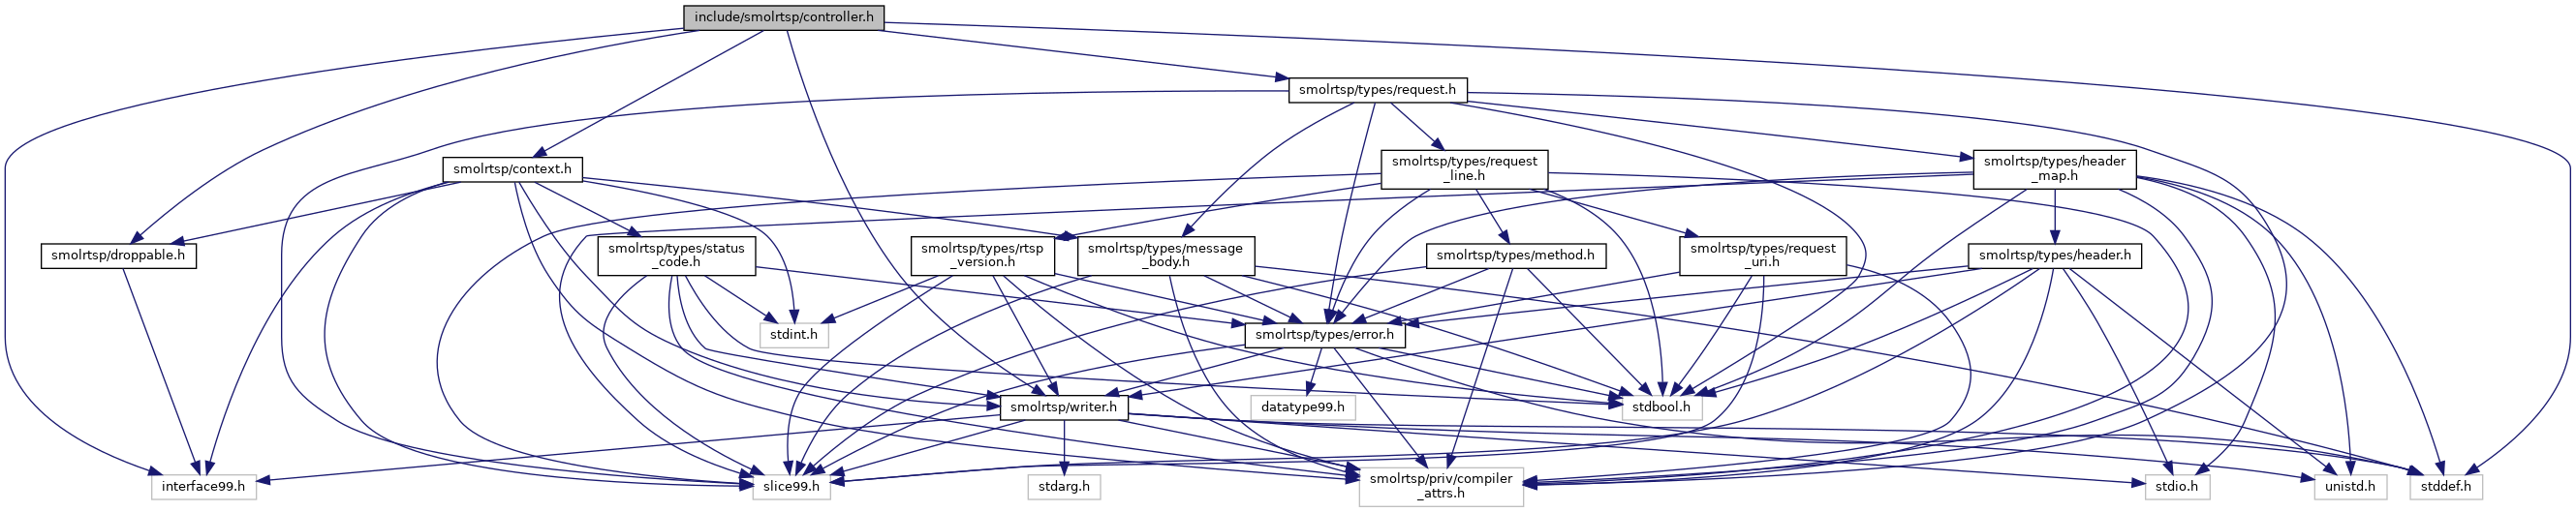 include/smolrtsp/controller.h
smolrtsp/types/request.h
smolrtsp/context.h
smolrtsp/types/request
_line.h
smolrtsp/types/header
_map.h
smolrtsp/droppable.h
smolrtsp/types/status
_code.h
smolrtsp/types/rtsp
_version.h
smolrtsp/types/message
_body.h
smolrtsp/types/method.h
smolrtsp/types/request
_uri.h
smolrtsp/types/header.h
stdint.h
smolrtsp/types/error.h
smolrtsp/writer.h
datatype99.h
stdbool.h
interface99.h
slice99.h
stdarg.h
smolrtsp/priv/compiler
_attrs.h
stdio.h
unistd.h
stddef.h